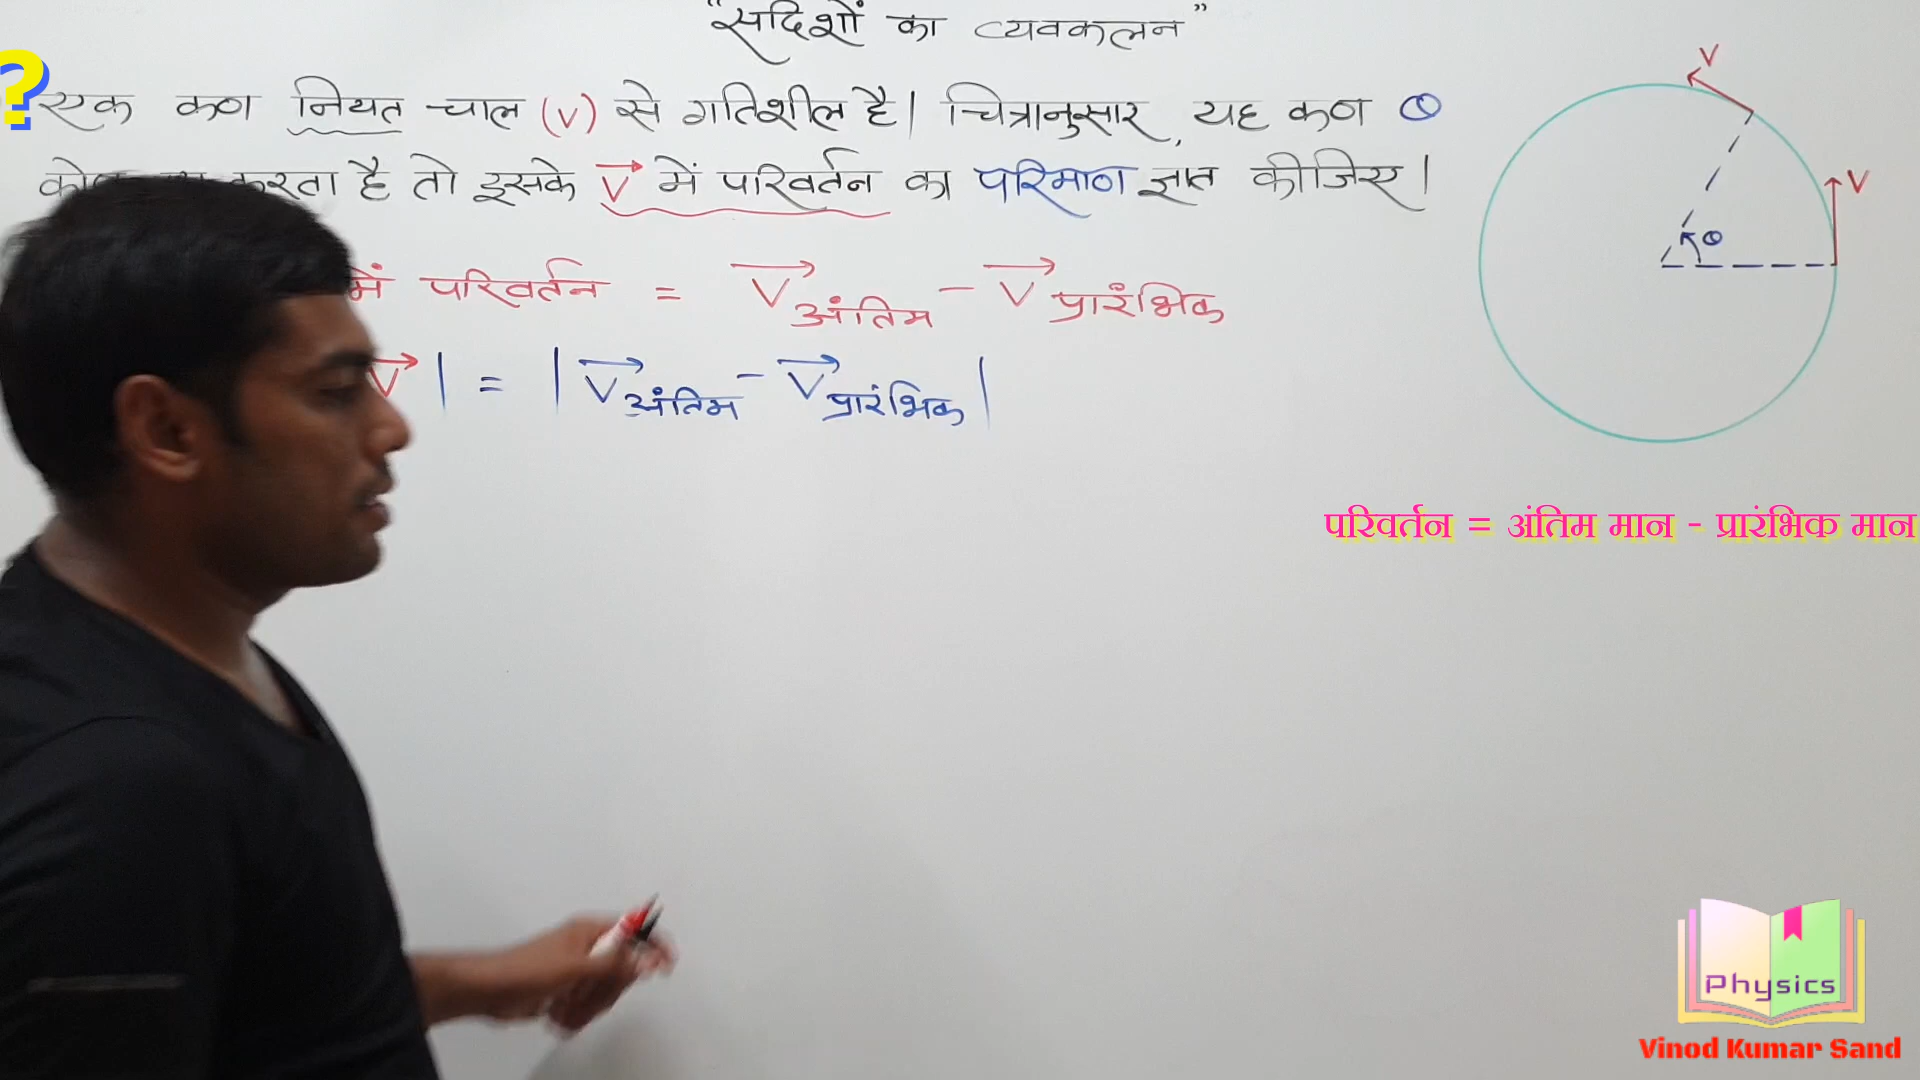 "सदिशों का व्यवकलन"
?
एक कण नियत चाल (v) से गतिशील है। चित्रानुसार, यह कण θ
करता है तो इसके V में परिवर्तन का परिमाण ज्ञात कीजिए।
में परिवर्तन = V अंतिम - V प्रारंभिक
V | = | V अंतिम - V प्रारंभिक |
V
V
θ
परिवर्तन = अंतिम मान - प्रारंभिक मान
Physics
Vinod Kumar Sand